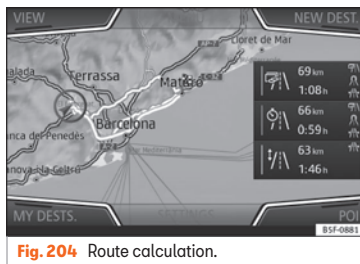 VIEW
NEW DEST.
Lloret de Mar
Terrassa
Mataró
Barcelona
69 km
1:08 h
66 km
0:59 h
63 km
1:46 h
MY DESTS.
SETTINGS
POI
B5F-0881
Fig. 204 Route calculation.